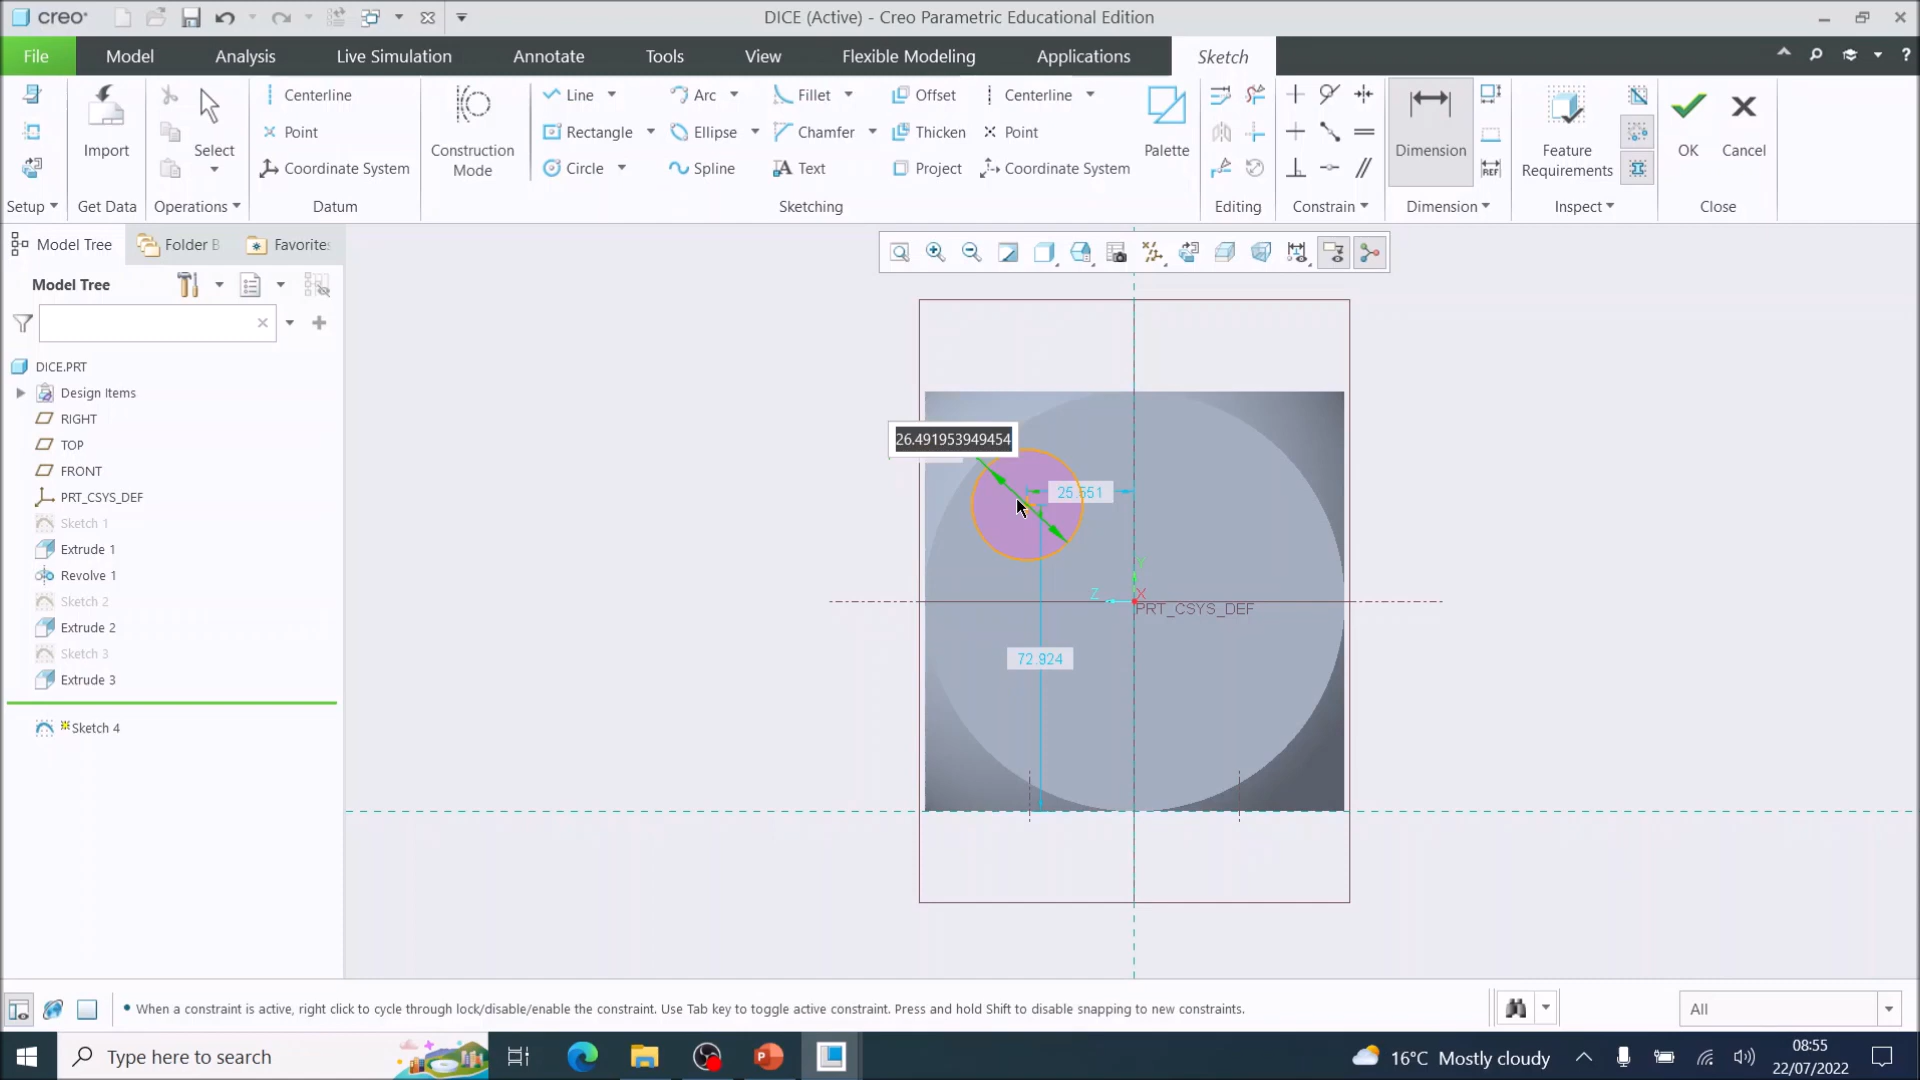 creo
DICE (Active) - Creo Parametric Educational Edition
File
Model
Analysis
Live Simulation
Annotate
Tools
View
Flexible Modeling
Applications
Sketch
Centerline
Line
Arc
Fillet
Offset
Centerline
Point
Rectangle
Ellipse
Chamfer
Thicken
Point
Import
Select
Construction
Mode
Palette
Dimension
Feature
Requirements
OK
Cancel
Coordinate System
Circle
Spline
Text
Project
Coordinate System
REF
Setup
Get Data
Operations
Datum
Sketching
Editing
Constrain
Dimension
Inspect
Close
Model Tree
Folder B
Favorites
Model Tree
DICE.PRT
Design Items
RIGHT
TOP
FRONT
PRT_CSYS_DEF
Sketch 1
Extrude 1
Revolve 1
Sketch 2
Extrude 2
Sketch 3
Extrude 3
Sketch 4
26.491953949454
25.551
Y
Z
X
PRT_CSYS_DEF
72.924
When a constraint is active, right click to cycle through lock/disable/enable the constraint. Use Tab key to toggle active constraint. Press and hold Shift to disable snapping to new constraints.
All
Type here to search
16°C Mostly cloudy
08:55
22/07/2022